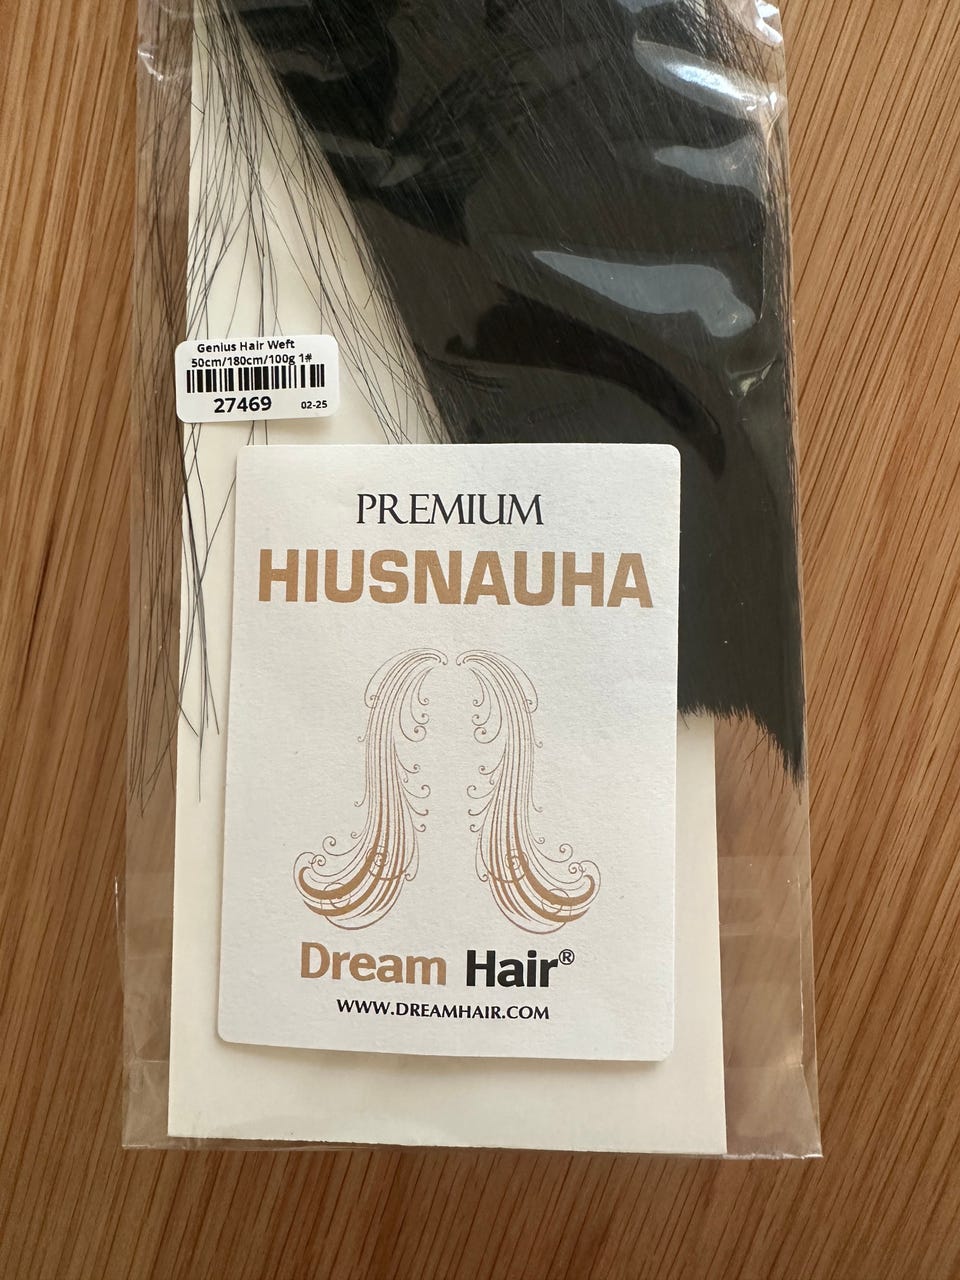 Genius Hair Weft
50cm/180cm/100g 1#
27469 02-25
PREMIUM
HIUSNAUHA
Dream Hair®
WWW.DREAMHAIR.COM